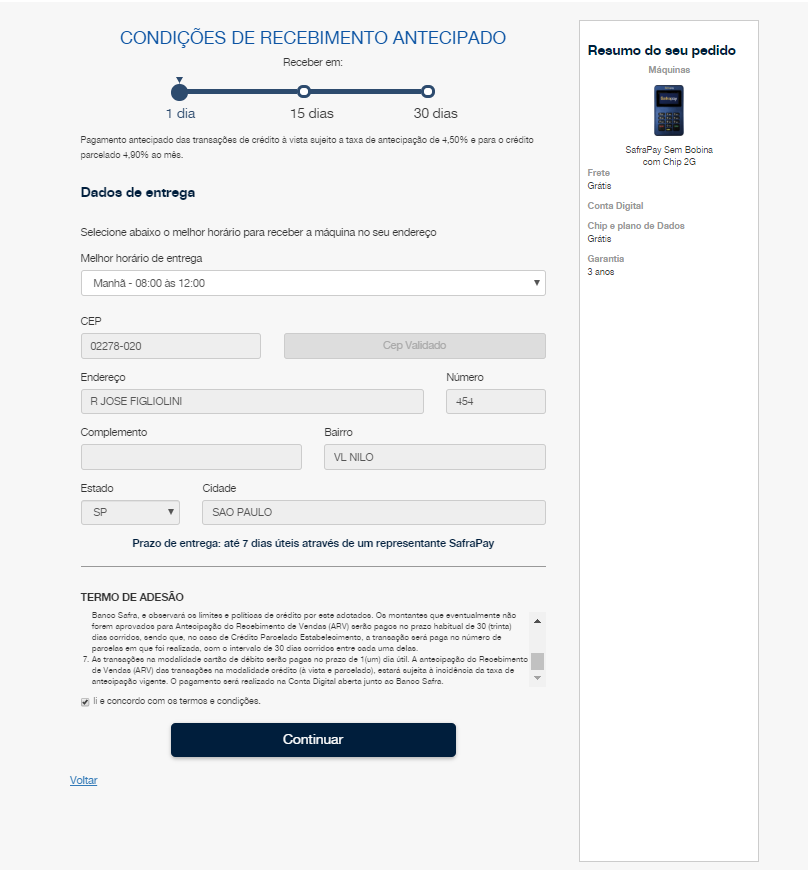 CONDIÇÕES DE RECEBIMENTO ANTECIPADO
Receber em:
1 dia
15 dias
30 dias
Pagamento antecipado das transações de crédito à vista sujeito a taxa de antecipação de 4,50% e para o crédito
parcelado 4,90% ao mês.
Dados de entrega
Selecione abaixo o melhor horário para receber a máquina no seu endereço
Melhor horário de entrega
Manhã - 08:00 às 12:00
CEP
02278-020
Cep Validado
Endereço
Número
R JOSE FIGLIOLINI
454
Complemento
Bairro
VL NILO
Estado
Cidade
SP
SAO PAULO
Prazo de entrega: até 7 dias úteis através de um representante SafraPay
TERMO DE ADESÃO
Banco Safra, e observará os limites e políticas de crédito por este adotados. Os montantes que eventualmente não
forem aprovados para Antecipação do Recebimento de Vendas (ARV) serão pagos no prazo habitual de 30 (trinta)
dias corridos, sendo que, no caso de Crédito Parcelado Estabelecimento, a transação será paga no número de
parcelas em que foi realizada, com o intervalo de 30 dias corridos entre cada uma delas.
7. As transações na modalidade cartão de débito serão pagas no prazo de 1(um) dia útil. A antecipação do Recebimento
de Vendas (ARV) das transações na modalidade crédito (à vista e parcelado), estará sujeita à incidência da taxa de
antecipação vigente. O pagamento será realizado na Conta Digital aberta junto ao Banco Safra.
li e concordo com os termos e condições.
Continuar
Voltar
Resumo do seu pedido
Máquinas
SafraPay Sem Bobina
com Chip 2G
Frete
Grátis
Conta Digital
Chip e plano de Dados
Grátis
Garantia
3 anos